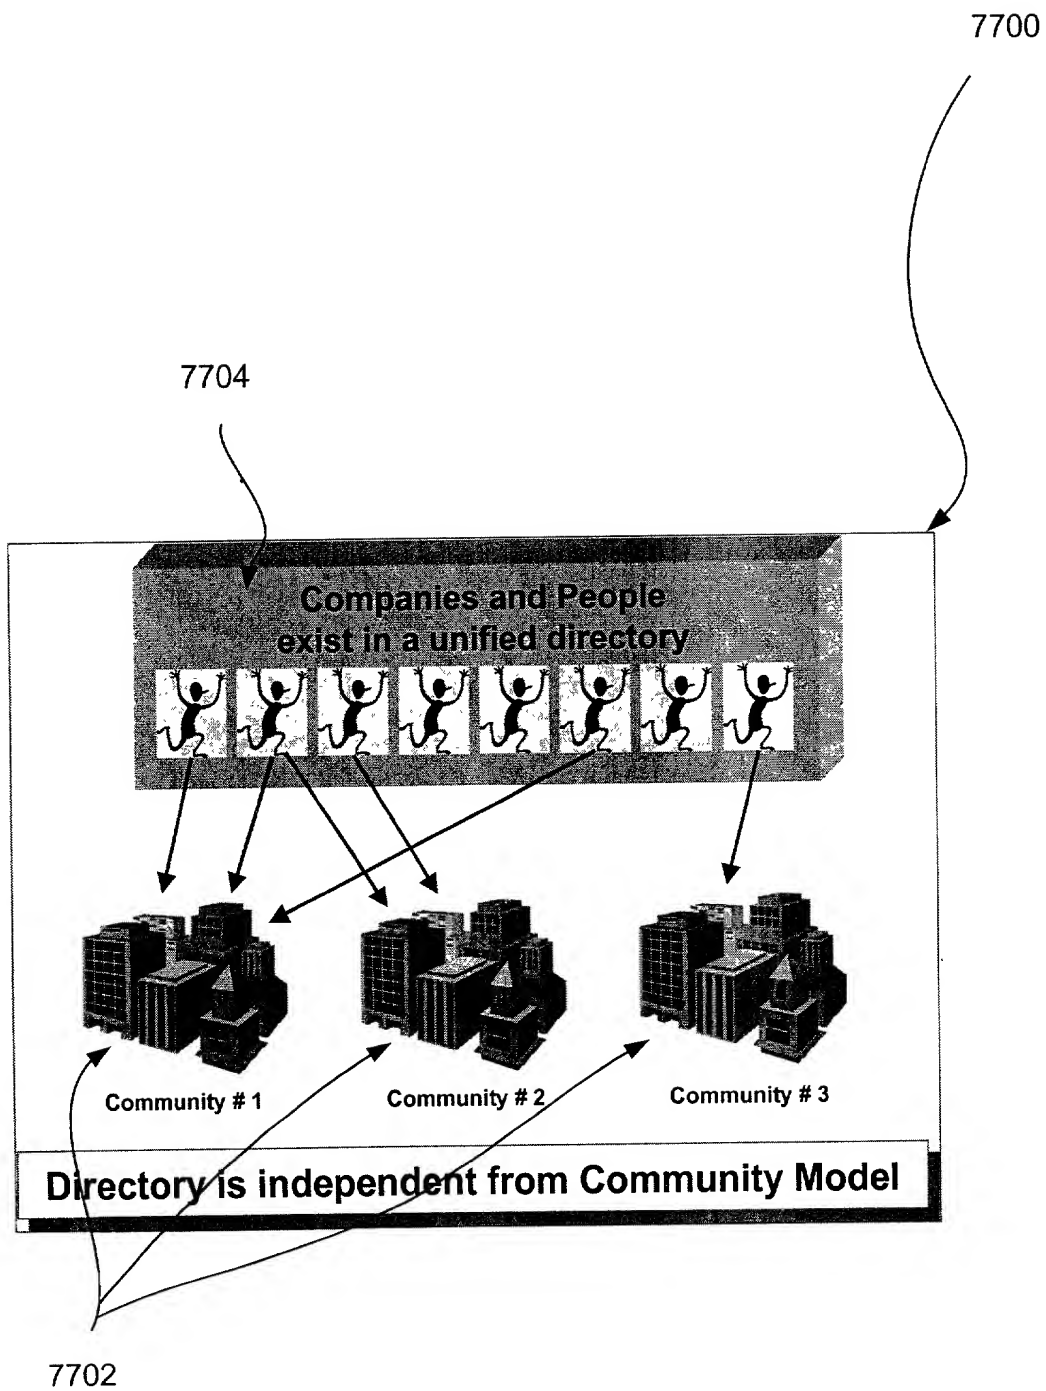 7700
7704
Companies and People
exist in a unified directory
Community # 1
Community # 2
Community # 3
Directory is independent from Community Model
7702